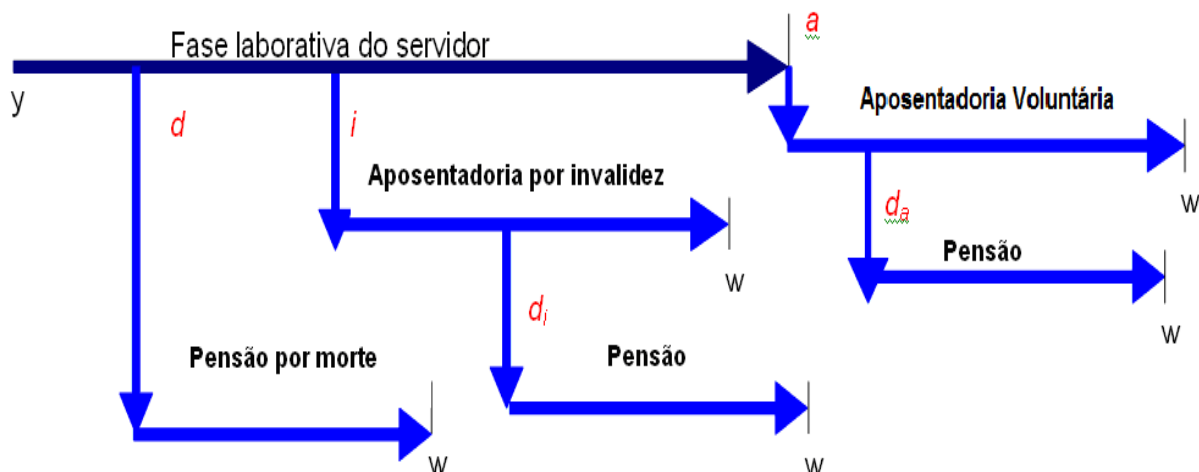 a
Fase laborativa do servidor
y
d
i
Aposentadoria Voluntária
Aposentadoria por invalidez
w
da
Pensão
w
di
w
Pensão por morte
Pensão
w
w